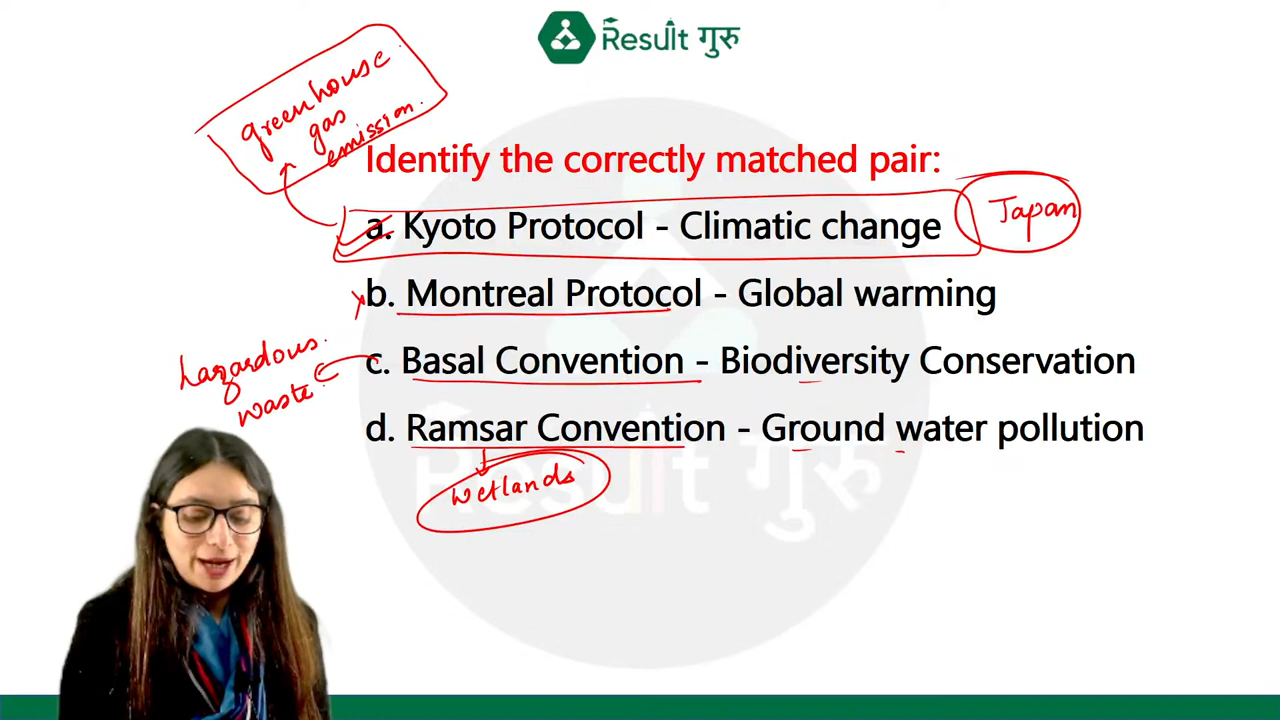 Result गुरु
greenhouse
gas
emission.
Identify the correctly matched pair:
a. Kyoto Protocol - Climatic change
Japan
b. Montreal Protocol - Global warming
hazardous
waste
c. Basal Convention - Biodiversity Conservation
d. Ramsar Convention - Ground water pollution
wetlands
Result गुरु